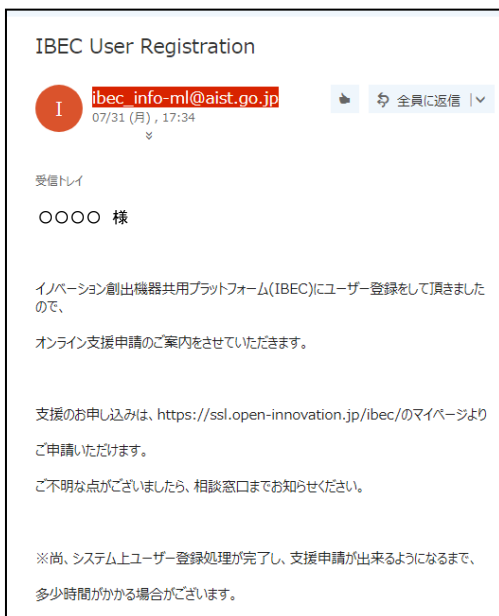 IBEC User Registration
I
ibec_info-ml@aist.go.jp
07/31 (月) , 17:34
全員に返信
受信トレイ
〇〇〇〇 様
イノベーション創出機器共用プラットフォーム(IBEC)にユーザー登録をして頂きました
ので、
オンライン支援申請のご案内をさせていただきます。
支援のお申し込みは、https://ssl.open-innovation.jp/ibec/のマイページより
ご申請いただけます。
ご不明な点がございましたら、相談窓口までお知らせください。
※尚、システム上ユーザー登録処理が完了し、支援申請が出来るようになるまで、
多少時間がかかる場合がございます。